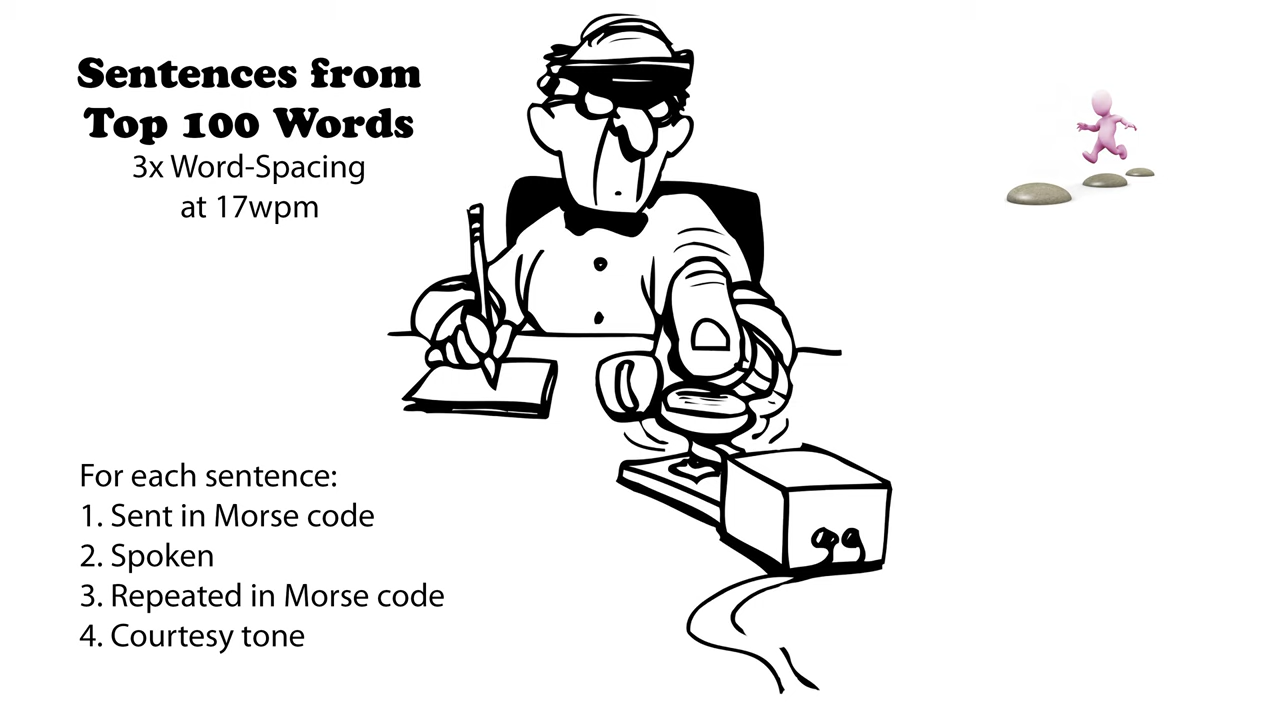 Sentences from
Top 100 Words
3x Word-Spacing
at 17wpm
For each sentence:
1. Sent in Morse code
2. Spoken
3. Repeated in Morse code
4. Courtesy tone